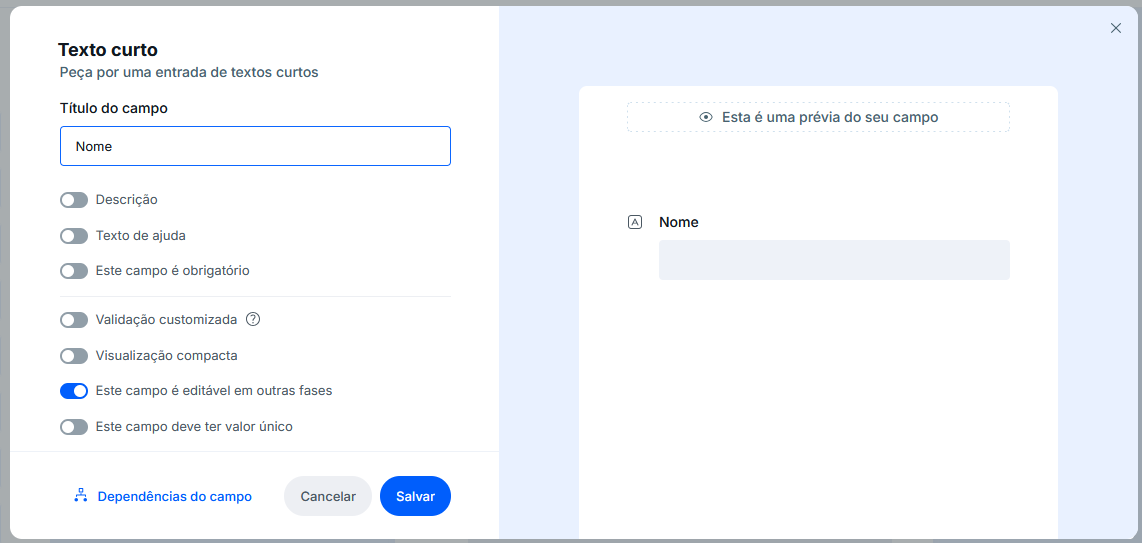 Texto curto
Peça por uma entrada de textos curtos
Título do campo
Nome
Descrição
Texto de ajuda
Este campo é obrigatório
Validação customizada
Visualização compacta
Este campo é editável em outras fases
Este campo deve ter valor único
Dependências do campo
Cancelar
Salvar
Esta é uma prévia do seu campo
A
Nome